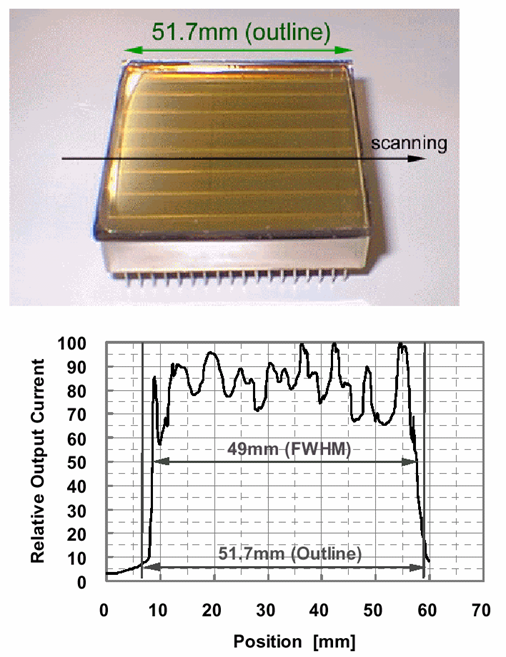 51.7mm (outline)
scanning
Relative Output Current
100
90
80
70
60
50
40
30
20
10
0
49mm (FWHM)
51.7mm (Outline)
0 10 20 30 40 50 60 70
Position [mm]